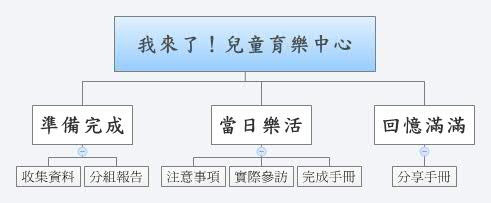 我來了！兒童育樂中心
準備完成
當日樂活
回憶滿滿
收集資料
分組報告
注意事項
實際參訪
完成手冊
分享手冊